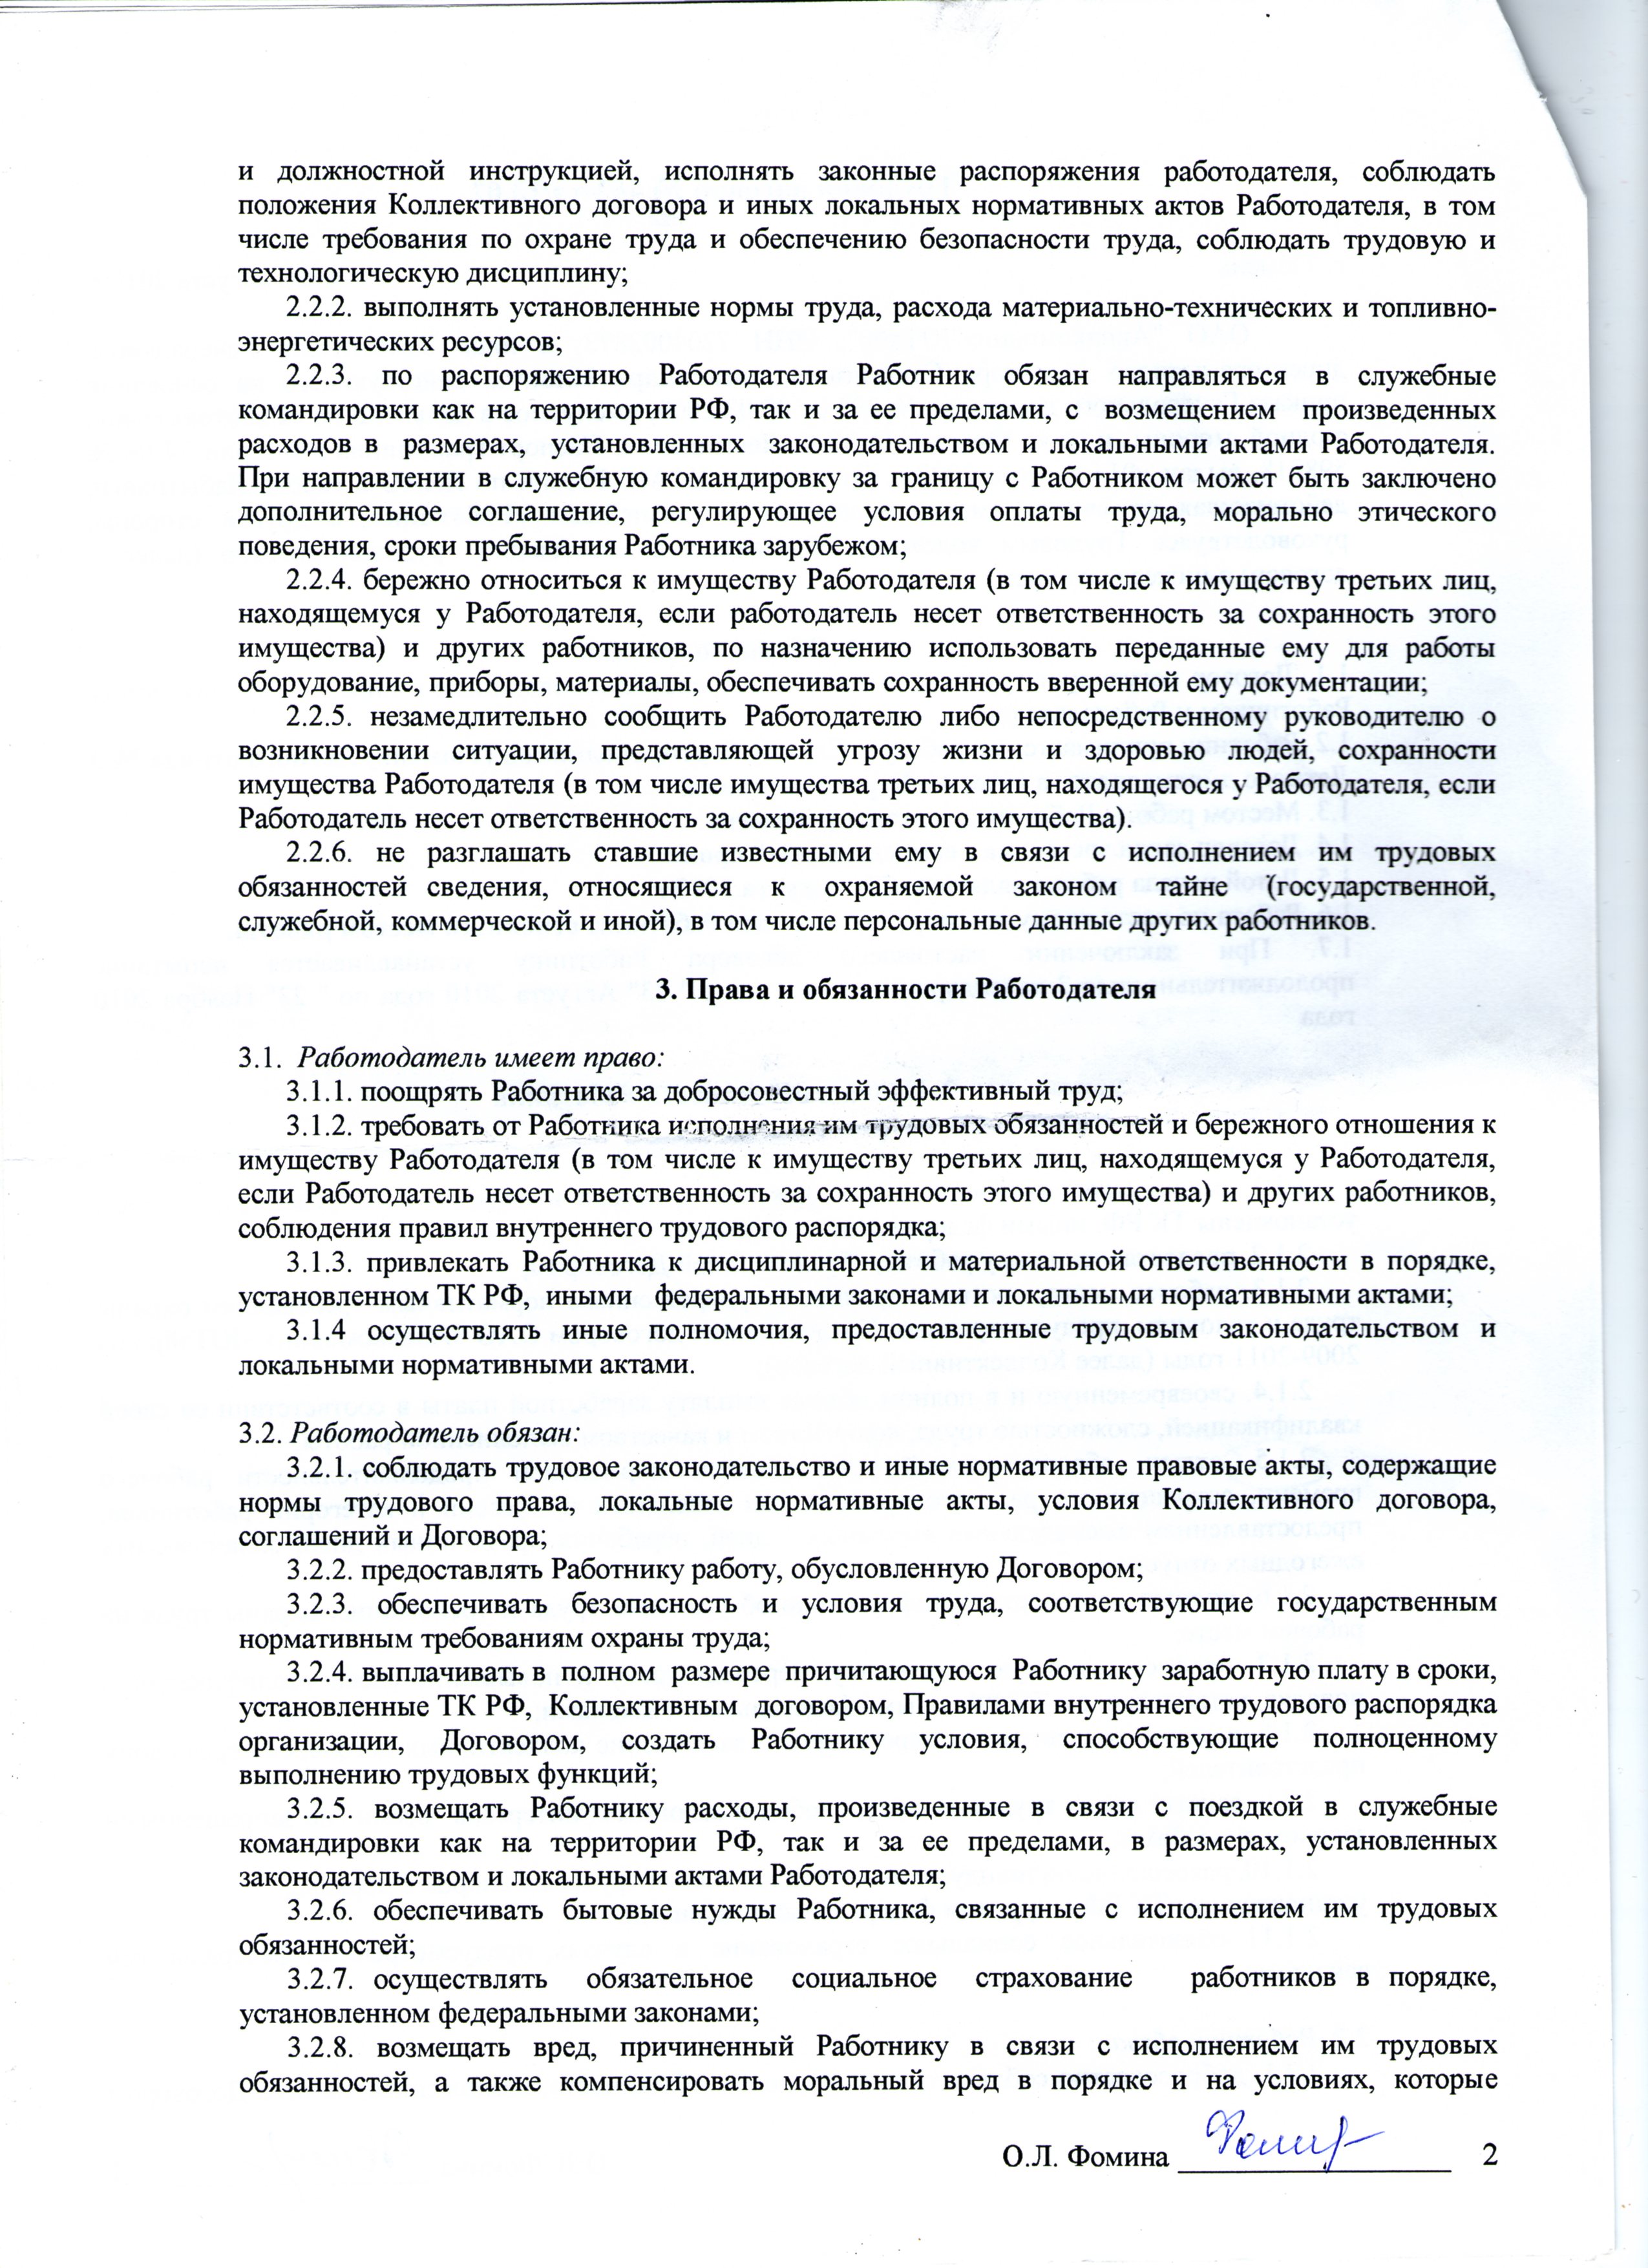 и должностной инструкцией, исполнять законные распоряжения работодателя, соблюдать
положения Коллективного договора и иных локальных нормативных актов Работодателя, в том
числе требования по охране труда и обеспечению безопасности труда, соблюдать трудовую и
технологическую дисциплину;
2.2.2. выполнять установленные нормы труда, расхода материально-технических и топливно-
энергетических ресурсов;
2.2.3. по распоряжению Работодателя Работник обязан направляться в служебные
командировки как на территории РФ, так и за ее пределами, с возмещением произведенных
расходов в размерах, установленных законодательством и локальными актами Работодателя.
При направлении в служебную командировку за границу с Работником может быть заключено
дополнительное соглашение, регулирующее условия оплаты труда, морально этического
поведения, сроки пребывания Работника зарубежом;
2.2.4. бережно относиться к имуществу Работодателя (в том числе к имуществу третьих лиц,
находящемуся у Работодателя, если работодатель несет ответственность за сохранность этого
имущества) и других работников, по назначению использовать переданные ему для работы
оборудование, приборы, материалы, обеспечивать сохранность вверенной ему документации;
2.2.5. незамедлительно сообщить Работодателю либо непосредственному руководителю о
возникновении ситуации, представляющей угрозу жизни и здоровью людей, сохранности
имущества Работодателя (в том числе имущества третьих лиц, находящегося у Работодателя, если
Работодатель несет ответственность за сохранность этого имущества).
2.2.6. не разглашать ставшие известными ему в связи с исполнением им трудовых
обязанностей сведения, относящиеся к охраняемой законом тайне (государственной,
служебной, коммерческой и иной), в том числе персональные данные других работников.
3. Права и обязанности Работодателя
3.1. Работодатель имеет право:
3.1.1. поощрять Работника за добросовестный эффективный труд;
3.1.2. требовать от Работника исполнения им трудовых обязанностей и бережного отношения к
имуществу Работодателя (в том числе к имуществу третьих лиц, находящемуся у Работодателя,
если Работодатель несет ответственность за сохранность этого имущества) и других работников,
соблюдения правил внутреннего трудового распорядка;
3.1.3. привлекать Работника к дисциплинарной и материальной ответственности в порядке,
установленном ТК РФ, иными федеральными законами и локальными нормативными актами;
3.1.4 осуществлять иные полномочия, предоставленные трудовым законодательством и
локальными нормативными актами.
3.2. Работодатель обязан:
3.2.1. соблюдать трудовое законодательство и иные нормативные правовые акты, содержащие
нормы трудового права, локальные нормативные акты, условия Коллективного договора,
соглашений и Договора;
3.2.2. предоставлять Работнику работу, обусловленную Договором;
3.2.3. обеспечивать безопасность и условия труда, соответствующие государственным
нормативным требованиям охраны труда;
3.2.4. выплачивать в полном размере причитающуюся Работнику заработную плату в сроки,
установленные ТК РФ, Коллективным договором, Правилами внутреннего трудового распорядка
организации, Договором, создать Работнику условия, способствующие полноценному
выполнению трудовых функций;
3.2.5. возмещать Работнику расходы, произведенные в связи с поездкой в служебные
командировки как на территории РФ, так и за ее пределами, в размерах, установленных
законодательством и локальными актами Работодателя;
3.2.6. обеспечивать бытовые нужды Работника, связанные с исполнением им трудовых
обязанностей;
3.2.7. осуществлять обязательное социальное страхование работников в порядке,
установленном федеральными законами;
3.2.8. возмещать вред, причиненный Работнику в связи с исполнением им трудовых
обязанностей, а также компенсировать моральный вред в порядке и на условиях, которые
О.Л. Фомина 2